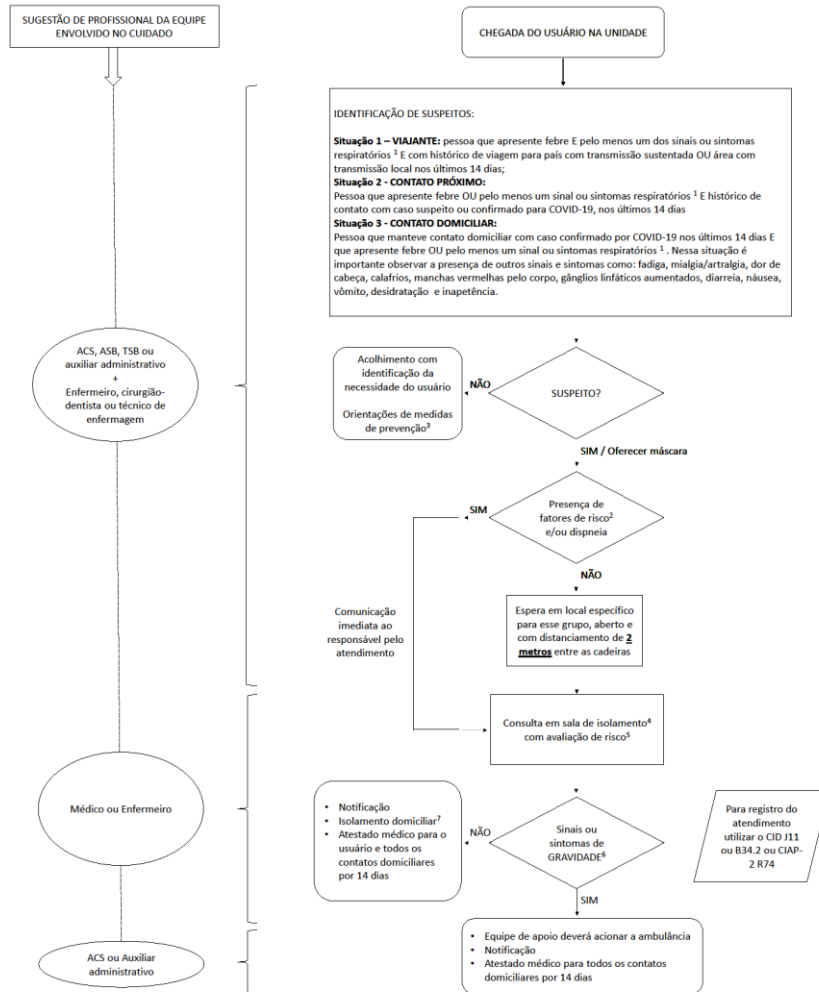 SUGESTÃO DE PROFISSIONAL DA EQUIPE
ENVOLVIDO NO CUIDADO
CHEGADA DO USUÁRIO NA UNIDADE
IDENTIFICAÇÃO DE SUSPEITOS:
Situação 1 – VIAJANTE: pessoa que apresente febre E pelo menos um dos sinais ou sintomas
respiratórios ¹ E com histórico de viagem para país com transmissão sustentada OU área com
transmissão local nos últimos 14 dias;
Situação 2 - CONTATO PRÓXIMO:
Pessoa que apresente febre OU pelo menos um sinal ou sintomas respiratórios ¹ E histórico de
contato com caso suspeito ou confirmado para COVID-19, nos últimos 14 dias
Situação 3 - CONTATO DOMICILIAR:
Pessoa que manteve contato domiciliar com caso confirmado por COVID-19 nos últimos 14 dias E
que apresente febre OU pelo menos um sinal ou sintomas respiratórios ¹ . Nessa situação é
importante observar a presença de outros sinais e sintomas como: fadiga, mialgia/artralgia, dor de
cabeça, calafrios, manchas vermelhas pelo corpo, gânglios linfáticos aumentados, diarreia, náusea,
vômito, desidratação e inapetência.
ACS, ASB, TSB ou
auxiliar administrativo
+
Enfermeiro, cirurgião-
dentista ou técnico de
enfermagem
Acolhimento com
identificação da
necessidade do usuário
Orientações de medidas
de prevenção³
NÃO
SUSPEITO?
SIM / Oferecer máscara
Presença de
fatores de risco²
e/ou dispneia
SIM
NÃO
Comunicação
imediata ao
responsável pelo
atendimento
Espera em local específico
para esse grupo, aberto e
com distanciamento de 2
metros entre as cadeiras
Consulta em sala de isolamento⁴
com avaliação de risco⁵
Médico ou Enfermeiro
• Notificação
• Isolamento domiciliar⁷
• Atestado médico para o
usuário e todos os
contatos domiciliares
por 14 dias
NÃO
Sinais ou
sintomas de
GRAVIDADE⁶
Para registro do
atendimento
utilizar o CID J11
ou B34.2 ou CIAP-
2 R74
SIM
ACS ou Auxiliar
administrativo
• Equipe de apoio deverá acionar a ambulância
• Notificação
• Atestado médico para todos os contatos
domiciliares por 14 dias